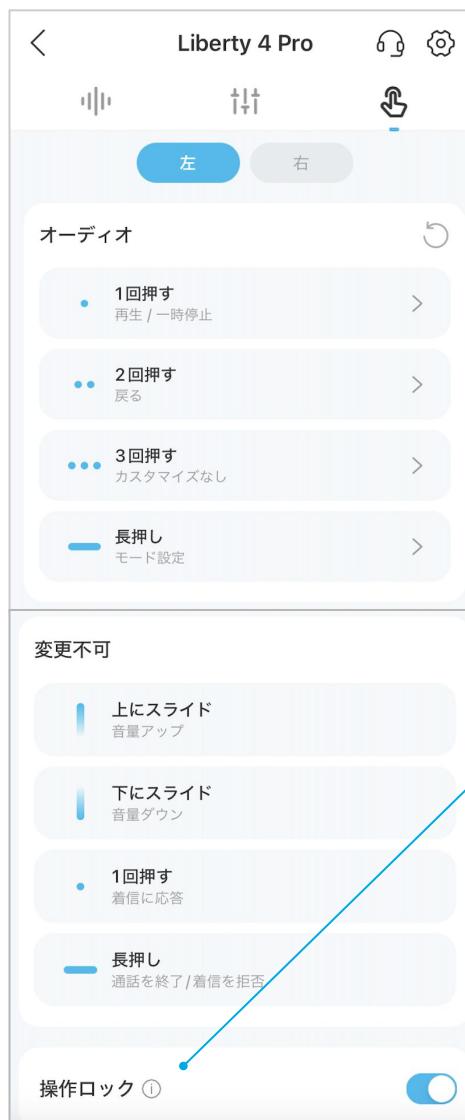 Liberty 4 Pro
左
右
オーディオ
1回押す
再生 / 一時停止
2回押す
戻る
3回押す
カスタマイズなし
長押し
モード設定
変更不可
上にスライド
音量アップ
下にスライド
音量ダウン
1回押す
着信に応答
長押し
通話を終了/着信を拒否
操作ロック